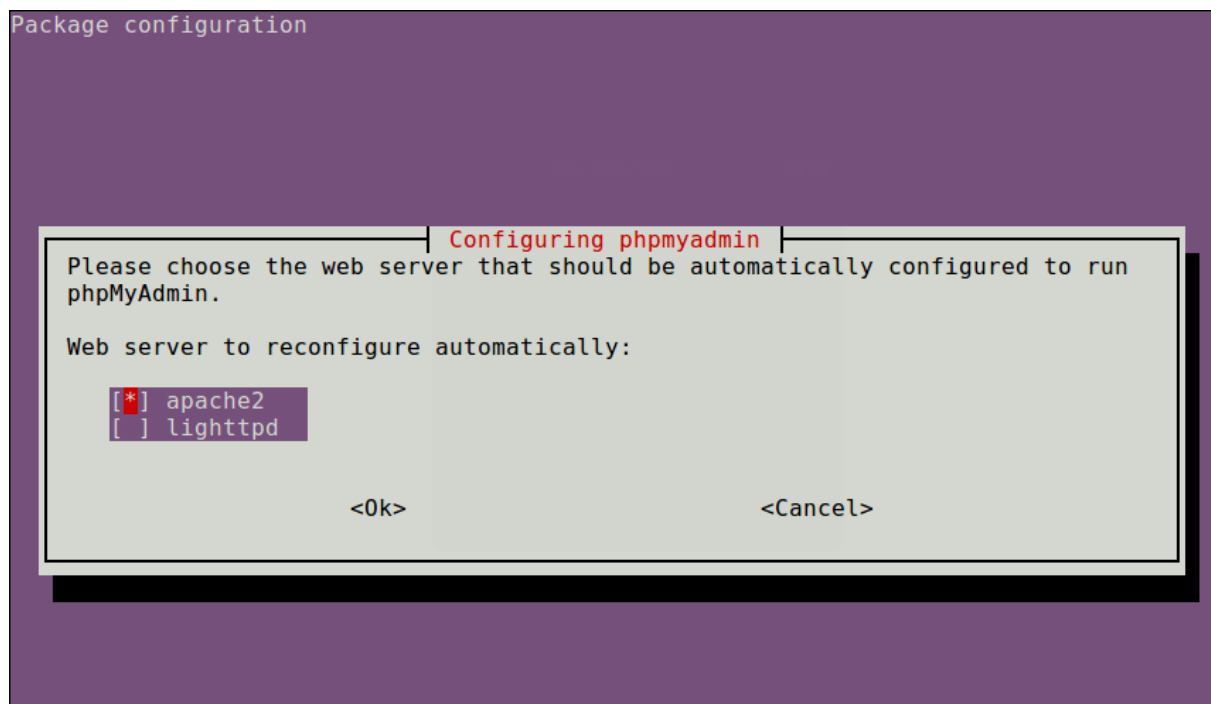 Package configuration
Configuring phpmyadmin
Please choose the web server that should be automatically configured to run
phpMyAdmin.
Web server to reconfigure automatically:
[*] apache2
[ ] lighttpd
<Ok> <Cancel>